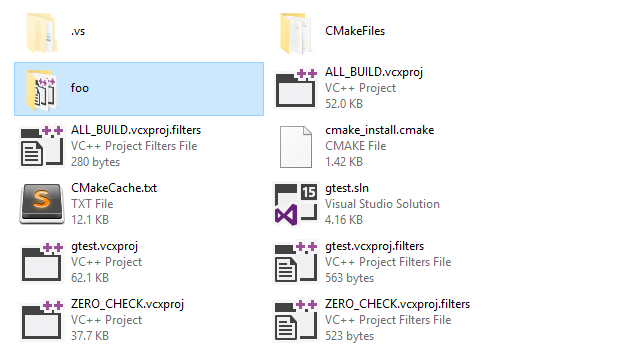 .vs
CMakeFiles
foo
ALL_BUILD.vcxproj
VC++ Project
52.0 KB
ALL_BUILD.vcxproj.filters
VC++ Project Filters File
280 bytes
cmake_install.cmake
CMAKE File
1.42 KB
CMakeCache.txt
TXT File
12.1 KB
15
gtest.sln
Visual Studio Solution
4.16 KB
gtest.vcxproj
VC++ Project
62.1 KB
gtest.vcxproj.filters
VC++ Project Filters File
563 bytes
ZERO_CHECK.vcxproj
VC++ Project
37.7 KB
ZERO_CHECK.vcxproj.filters
VC++ Project Filters File
523 bytes